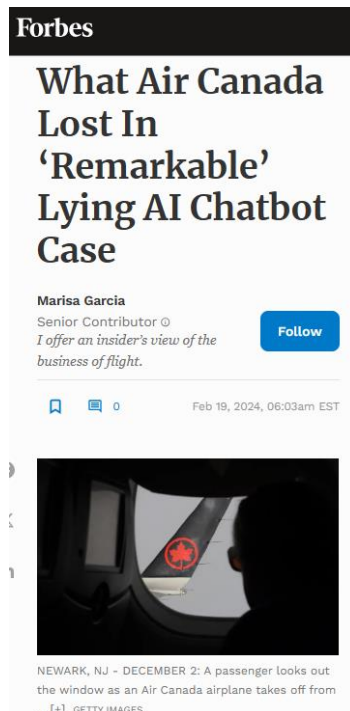 Forbes
What Air Canada
Lost In
‘Remarkable’
Lying AI Chatbot
Case
Marisa Garcia
Senior Contributor
I offer an insider’s view of the
business of flight.
Follow
0
Feb 19, 2024, 06:03am EST
NEWARK, NJ - DECEMBER 2: A passenger looks out
the window as an Air Canada airplane takes off from
... [+] GETTY IMAGES